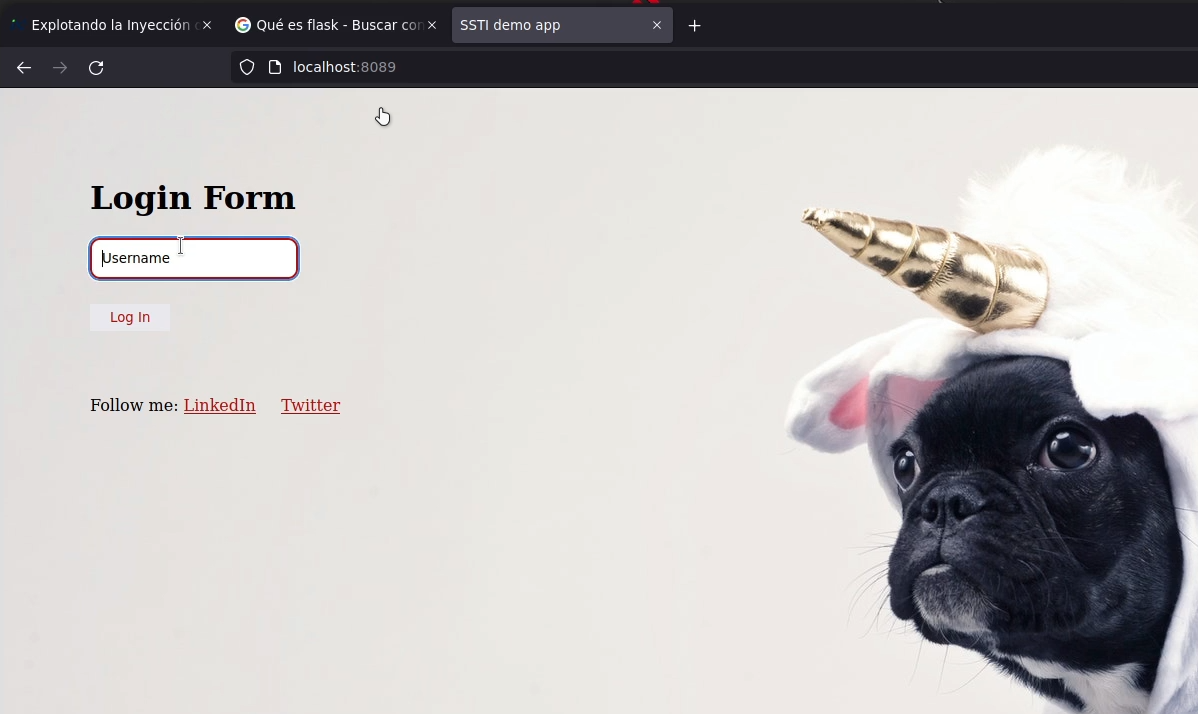 Explotando la Inyección
Qué es flask - Buscar con
SSTI demo app
localhost:8089
Login Form
Username
Log In
Follow me: LinkedIn Twitter